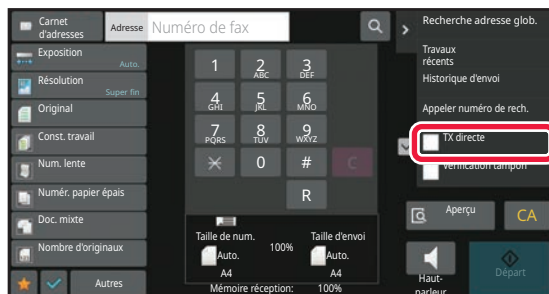 Carnet
d'adresses
Adresse
Numéro de fax
Recherche adresse glob.
Exposition
Auto.
Travaux
récents
Résolution
Super fin
Historique d'envoi
Original
Appeler numéro de rech.
Const. travail
TX directe
Num. lente
Vérification tampon
Numér. papier
épais
Doc. mixte
Nombre d'originaux
Autres
1
2
ABC
3
DEF
4
GHI
5
JKL
6
MNO
7
PQRS
8
TUV
9
WXYZ
0
#
C
R
Taille de num.
100%
Taille d'envoi
Auto.
Auto.
A4
A4
Mémoire réception: 100%
Aperçu
CA
Haut-
parleur
Départ